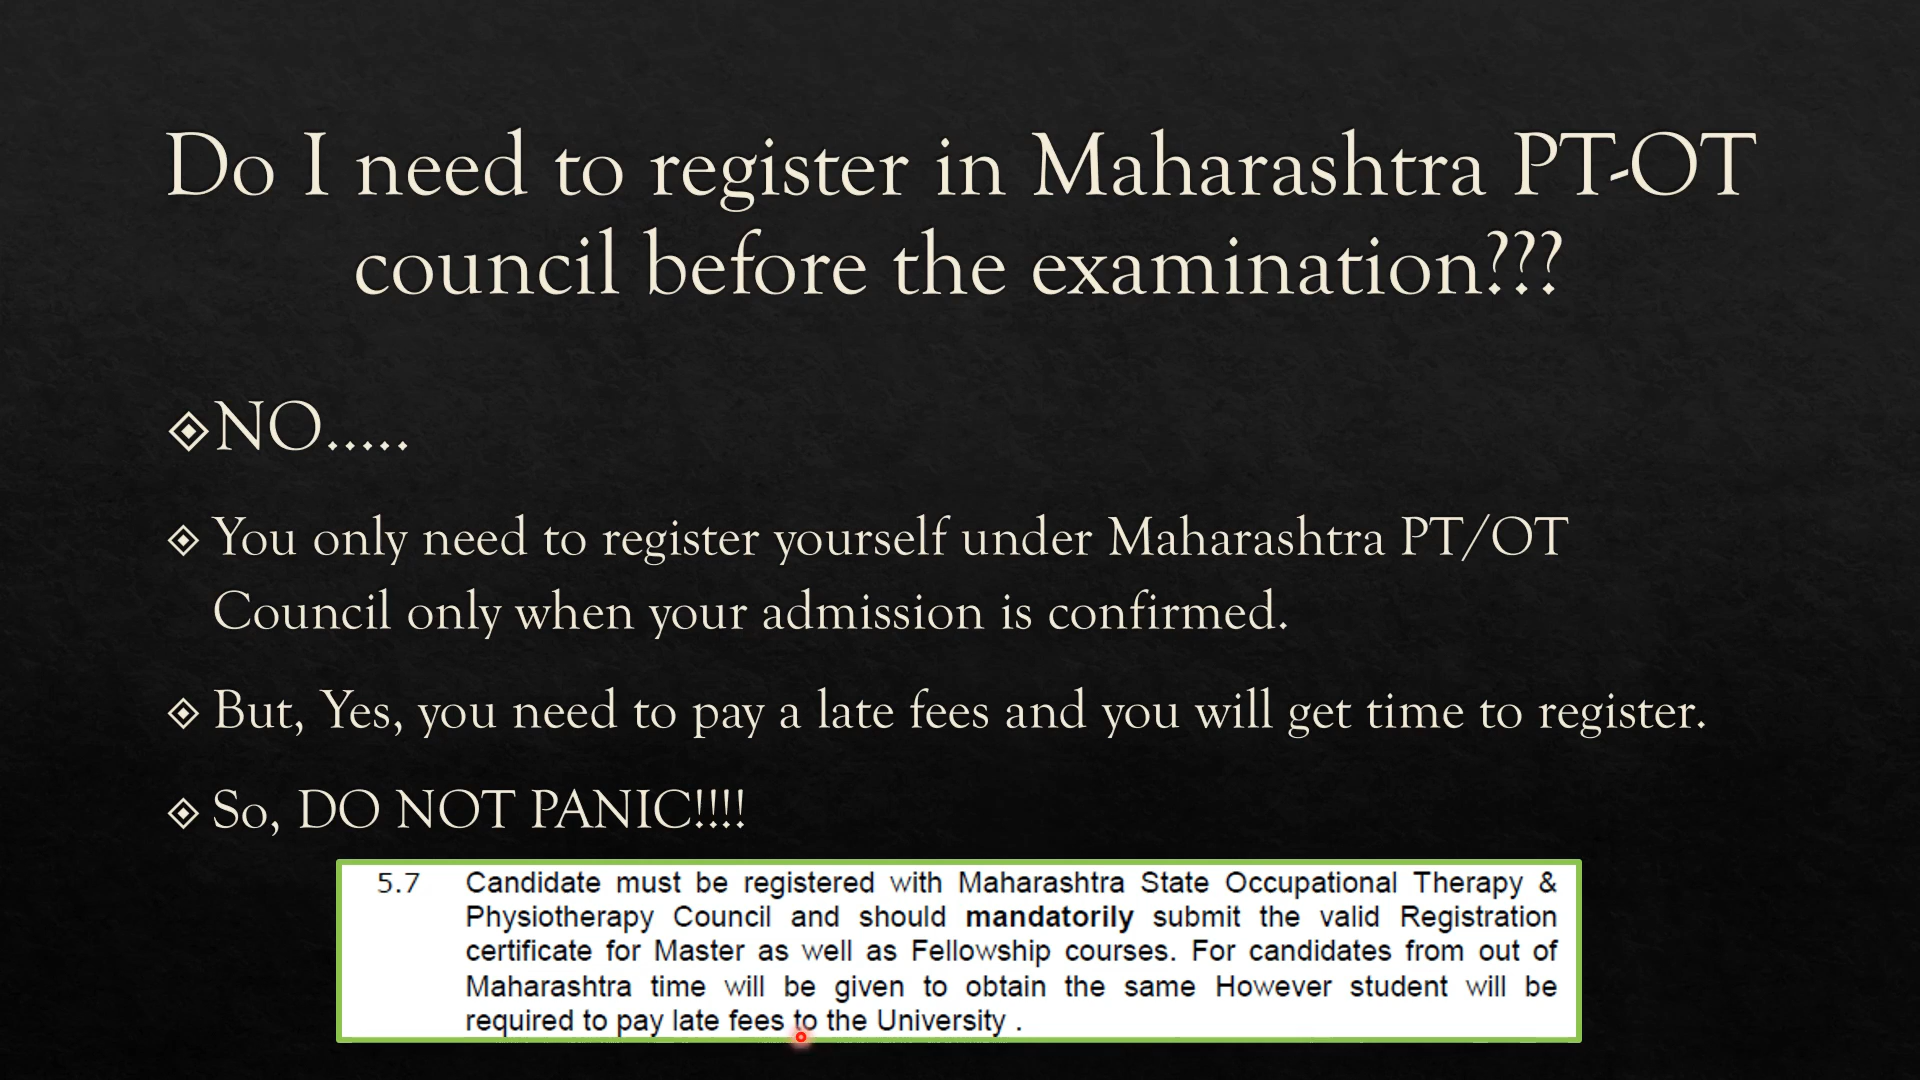 Do I need to register in Maharashtra PT-OT
council before the examination???
NO.....
You only need to register yourself under Maharashtra PT/OT
Council only when your admission is confirmed.
But, Yes, you need to pay a late fees and you will get time to register.
So, DO NOT PANIC!!!!
5.7 Candidate must be registered with Maharashtra State Occupational Therapy &
Physiotherapy Council and should mandatorily submit the valid Registration
certificate for Master as well as Fellowship courses. For candidates from out of
Maharashtra time will be given to obtain the same However student will be
required to pay late fees to the University .